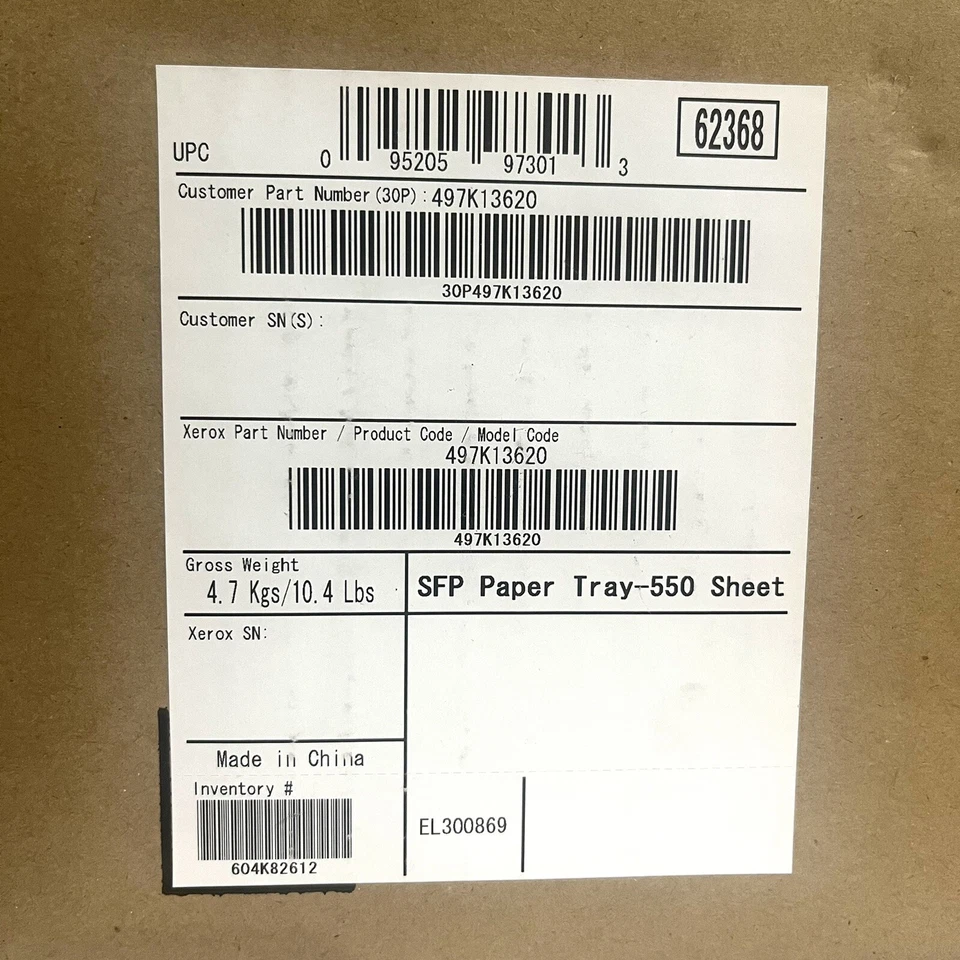 62368
UPC 0 95205 97301 3
Customer Part Number(30P):497K13620
30P497K13620
Customer SN(S):
Xerox Part Number / Product Code / Model Code
497K13620
497K13620
Gross Weight
4.7 Kgs/10.4 Lbs
SFP Paper Tray-550 Sheet
Xerox SN:
Made in China
Inventory #
604K82612
EL300869